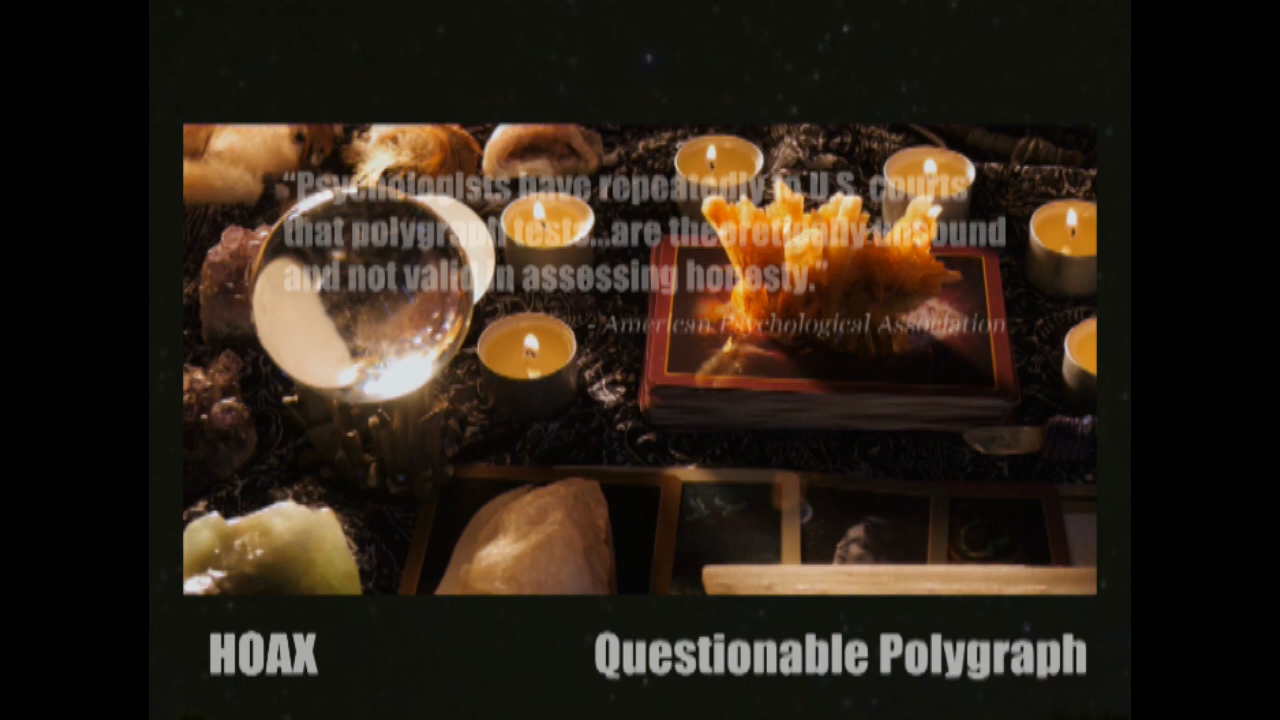 “Psychologists have repeatedly in U.S. courts
that polygraph tests...are theoretically unsound
and not valid in assessing honesty.”
- American Psychological Association
HOAX
Questionable Polygraph